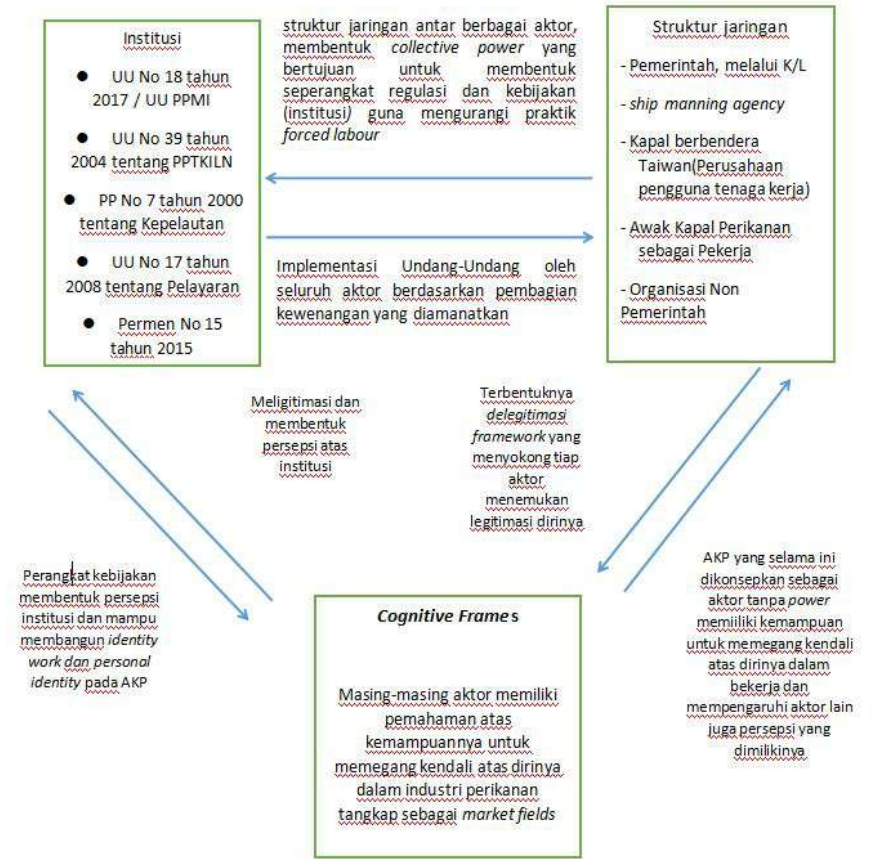 Institusi
● UU No 18 tahun
2017 / UU PPMI
● UU No 39 tahun
2004 tentang PPTKILN
● PP No 7 tahun 2000
tentang Kepelautan
● UU No 17 tahun
2008 tentang Pelayaran
● Permen No 15
tahun 2015
struktur jaringan antar berbagai aktor,
membentuk collective power yang
bertujuan untuk membentuk
seperangkat regulasi dan kebijakan
(institusi) guna mengurangi praktik
forced labour
Implementasi Undang-Undang oleh
seluruh aktor berdasarkan pembagian
kewenangan yang diamanatkan
Struktur jaringan
- Pemerintah, melalui K/L
- ship manning agency
- Kapal berbendera
Taiwan(Perusahaan
pengguna tenaga kerja)
- Awak Kapal Perikanan
sebagai Pekerja
- Organisasi Non
Pemerintah
Meligitimasi dan
membentuk
persepsi atas
institusi
Terbentuknya
delegitimasi
framework yang
menyokong tiap
aktor
menemukan
legitimasi dirinya
Perangkat kebijakan
membentuk persepsi
institusi dan mampu
membangun identity
work dan personal
identity pada AKP
Cognitive Frames
Masing-masing aktor memiliki
pemahaman atas
kemampuannya untuk
memegang kendali atas dirinya
dalam industri perikanan
tangkap sebagai market fields
AKP yang selama ini
dikonsepkan sebagai
aktor tanpa power
memiiliki kemampuan
untuk memegang kendali
atas dirinya dalam
bekerja dan
mempengaruhi aktor lain
juga persepsi yang
dimilikinya